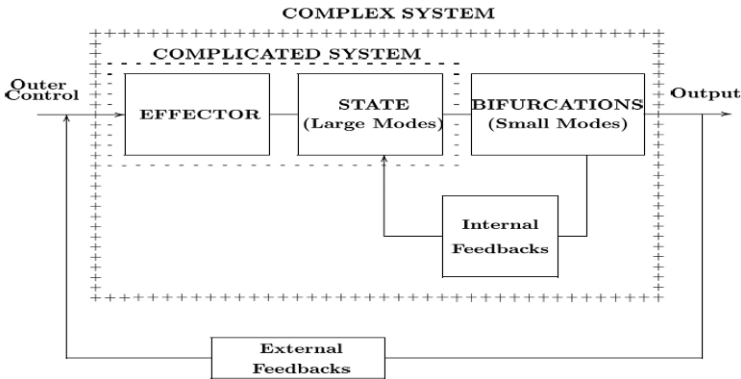 COMPLEX SYSTEM
COMPLICATED SYSTEM
Outer
Control
EFFECTOR
STATE
(Large Modes)
BIFURCATIONS
(Small Modes)
Output
Internal
Feedbacks
External
Feedbacks